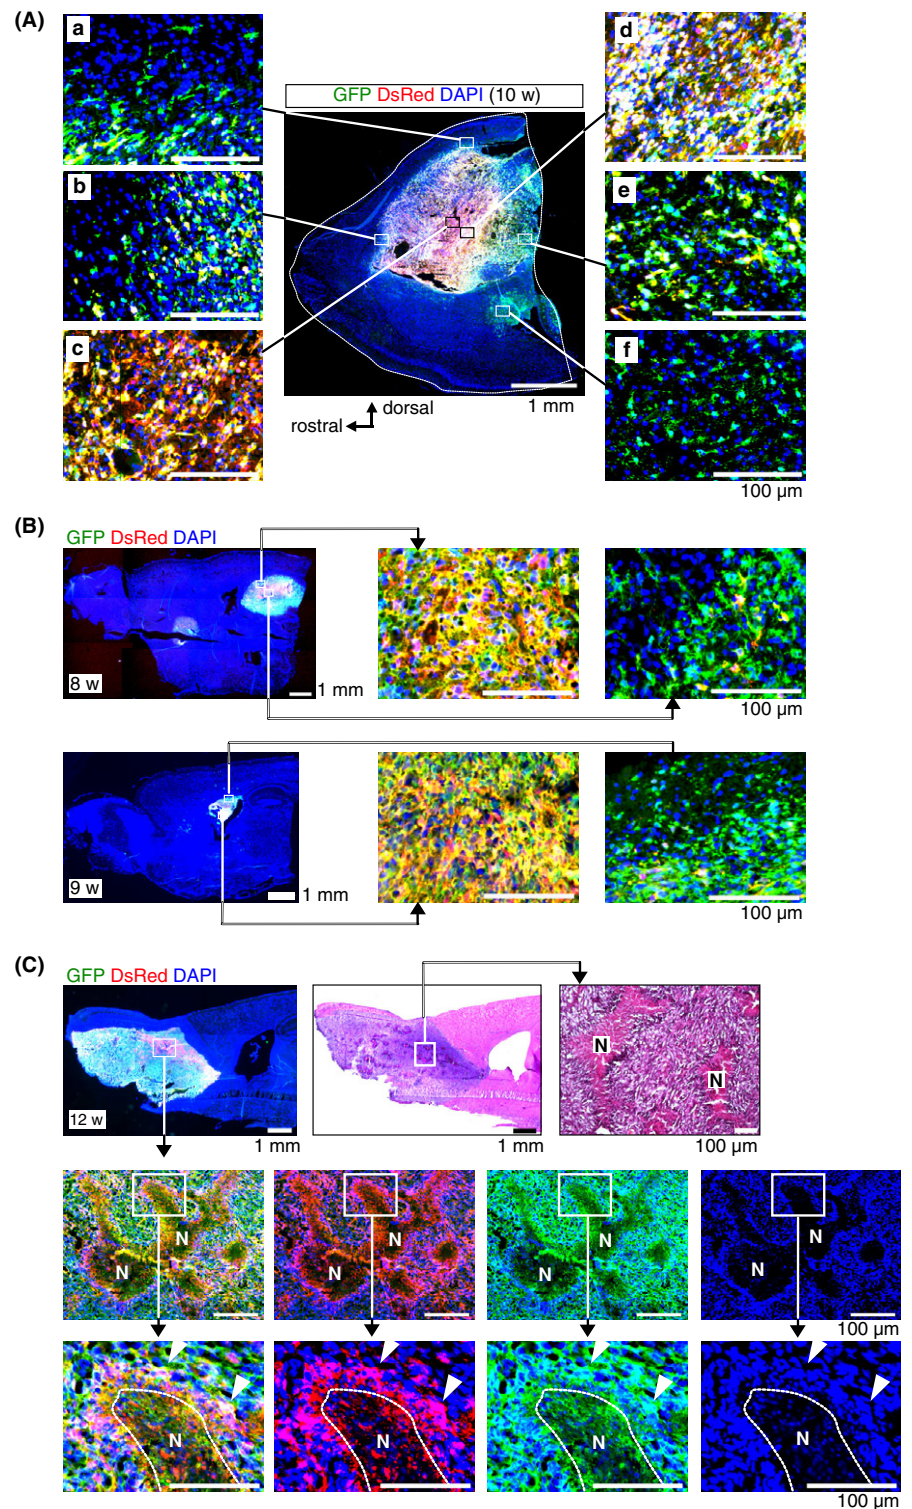 (A)
a
b
c
GFP DsRed DAPI (10 w)
1 mm
dorsal
rostral
d
e
f
100 µm
(B)
GFP DsRed DAPI
8 w
1 mm
100 µm
9 w
1 mm
100 µm
(C)
GFP DsRed DAPI
12 w
1 mm
1 mm
N
N
100 µm
N
N
N
N
N
N
N
N
100 µm
N
N
N
N
100 µm